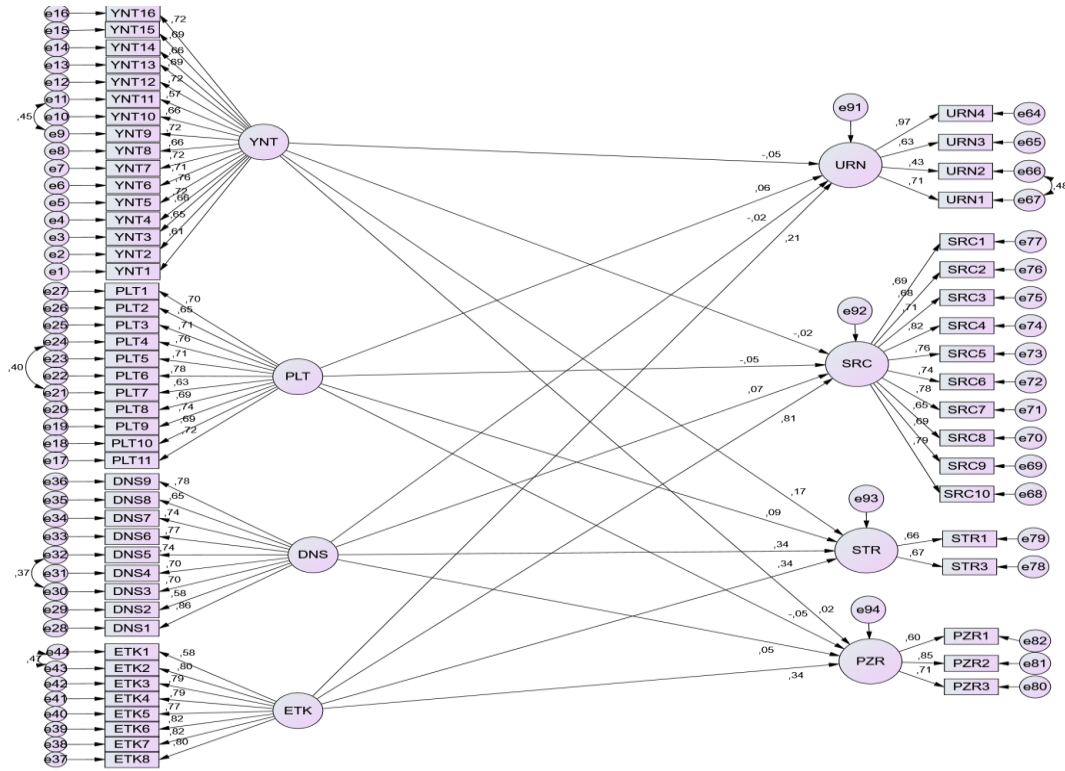 e16 YNT16 ,72
e15 YNT15 ,69
e14 YNT14 ,66
e13 YNT13 ,69
e12 YNT12 ,72
e11 YNT11 ,57
,45 e10 YNT10 ,66
e9 YNT9 ,72
e8 YNT8 ,66
e7 YNT7 ,72
,71
e6 YNT6 ,76
e5 YNT5 ,72
e4 YNT4 ,66
e3 YNT3 ,65
e2 YNT2 ,61
e1 YNT1
YNT
e27 PLT1 ,70
e26 PLT2 ,65
e25 PLT3 ,71
e24 PLT4 ,76
e23 PLT5 ,71
,40 e22 PLT6 ,78
e21 PLT7 ,63
e20 PLT8 ,69
e19 PLT9 ,74
e18 PLT10 ,69
e17 PLT11 ,72
PLT
e36 DNS9 ,78
e35 DNS8 ,65
e34 DNS7 ,74
e33 DNS6 ,77
e32 DNS5 ,74
,37 e31 DNS4 ,70
e30 DNS3 ,70
e29 DNS2 ,58
e28 DNS1 ,86
DNS
e44 ETK1 ,58
,47 e43 ETK2 ,80
e42 ETK3 ,79
e41 ETK4 ,79
e40 ETK5 ,77
e39 ETK6 ,82
e38 ETK7 ,82
e37 ETK8 ,80
ETK
-,05
,06
-,02
,21
-,02
-,05
,07
,81
,17
,09
,34
,34
-,05 ,02
,05
,34
e91
URN
,97 URN4 e64
,63 URN3 e65
,43 URN2 e66
,71 URN1 e67
,48
e92
SRC
,69 SRC1 e77
,68 SRC2 e76
,71 SRC3 e75
,82 SRC4 e74
,76 SRC5 e73
,74 SRC6 e72
,78 SRC7 e71
,65 SRC8 e70
,69 SRC9 e69
,79 SRC10 e68
e93
STR
,66 STR1 e79
,67 STR3 e78
e94
PZR
,60 PZR1 e82
,85 PZR2 e81
,71 PZR3 e80